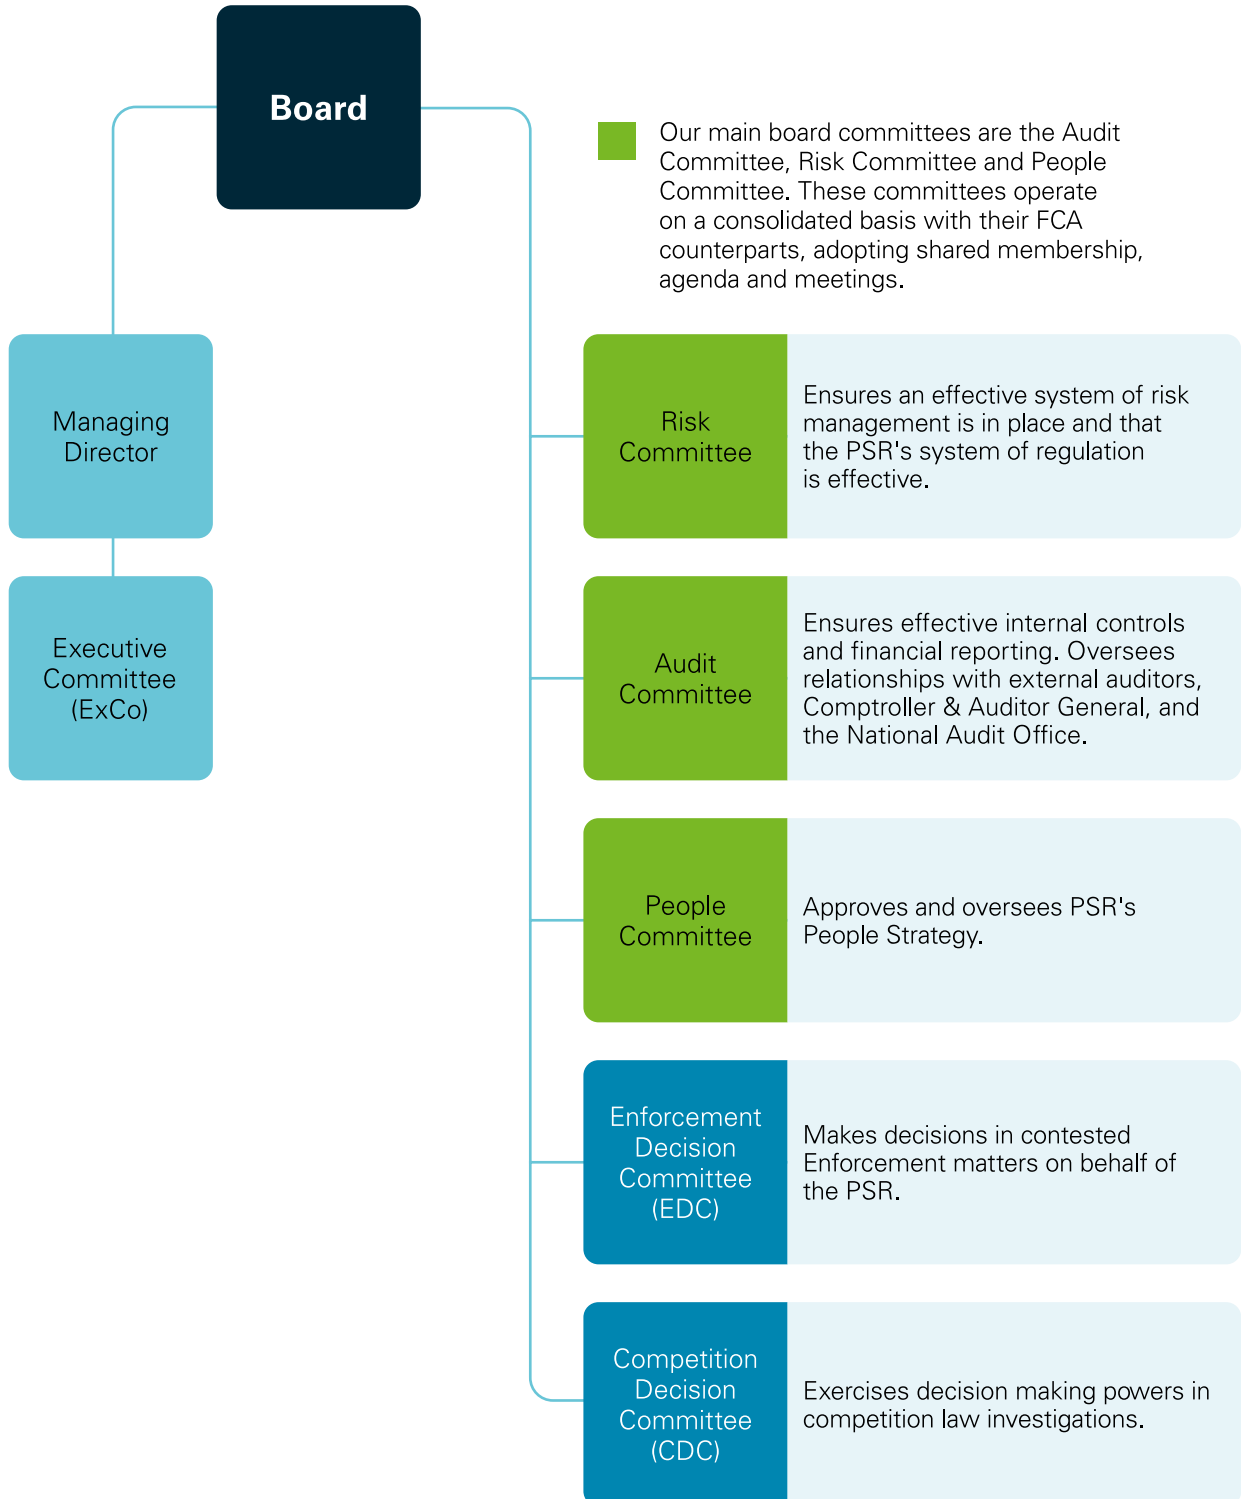 Board
Our main board committees are the Audit
Committee, Risk Committee and People
Committee. These committees operate
on a consolidated basis with their FCA
counterparts, adopting shared membership,
agenda and meetings.
Managing
Director
Executive
Committee
(ExCo)
Risk
Committee
Ensures an effective system of risk
management is in place and that
the PSR's system of regulation
is effective.
Audit
Committee
Ensures effective internal controls
and financial reporting. Oversees
relationships with external auditors,
Comptroller & Auditor General, and
the National Audit Office.
People
Committee
Approves and oversees PSR's
People Strategy.
Enforcement
Decision
Committee
(EDC)
Makes decisions in contested
Enforcement matters on behalf of
the PSR.
Competition
Decision
Committee
(CDC)
Exercises decision making powers in
competition law investigations.